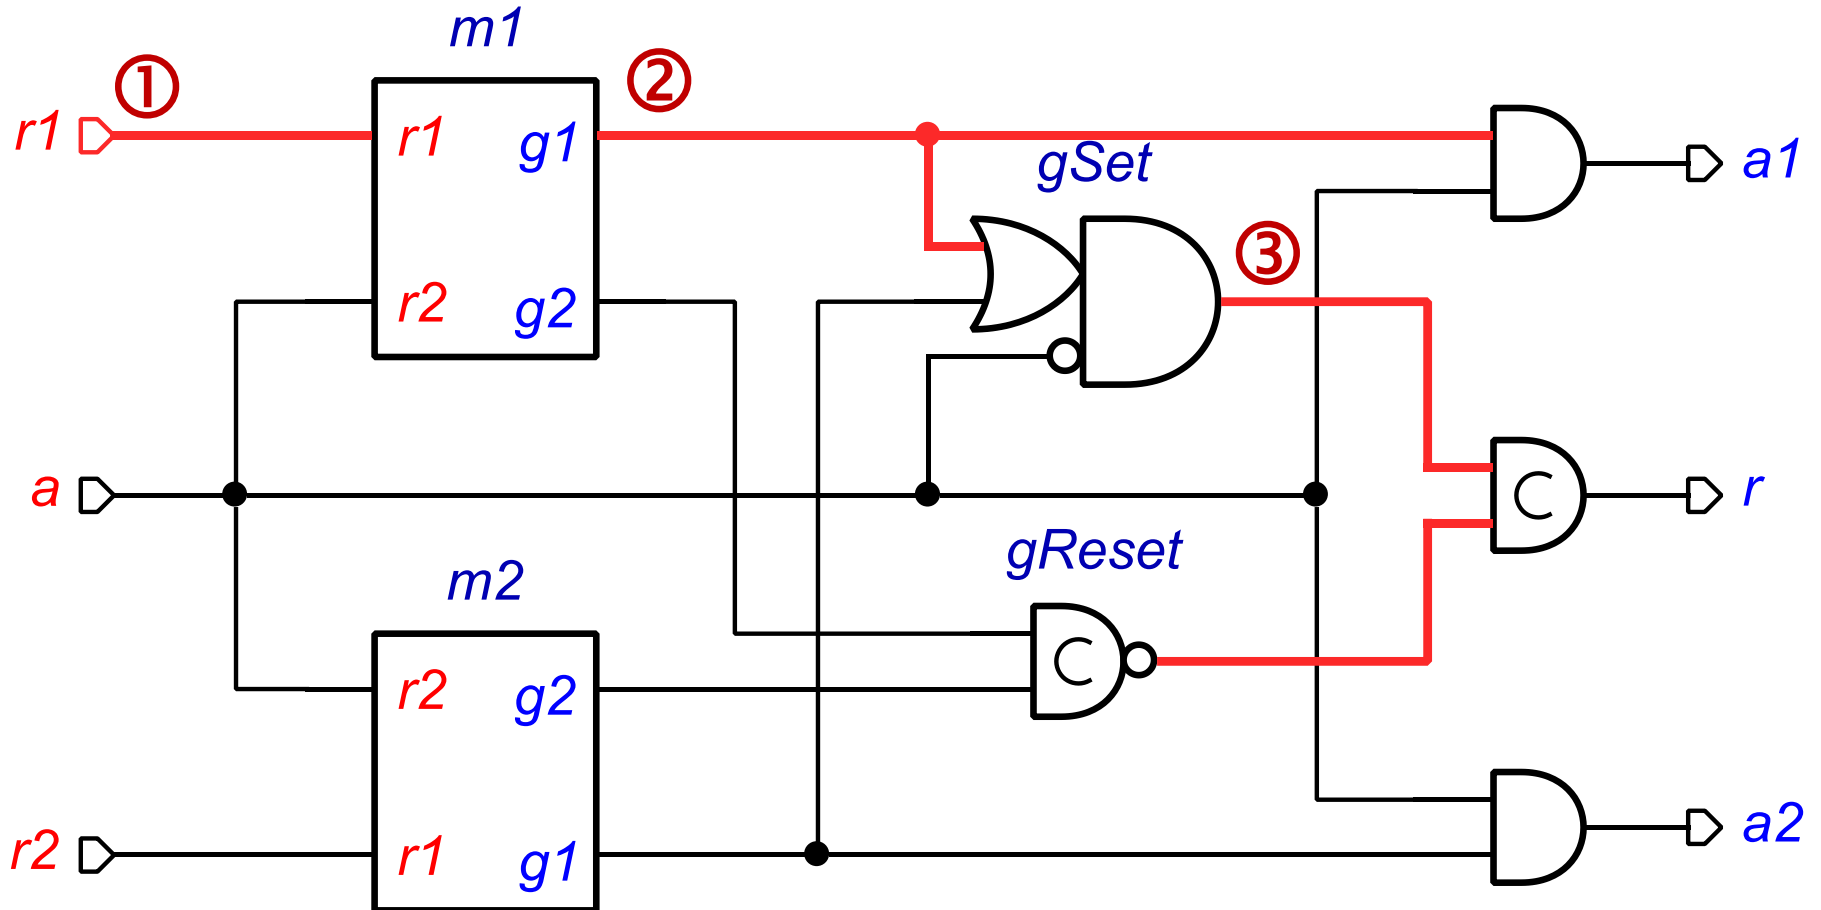 m1
①
②
r1
r1
g1
gSet
a1
③
r2
g2
a
C
r
gReset
m2
C
r2
g2
a2
r2
r1
g1